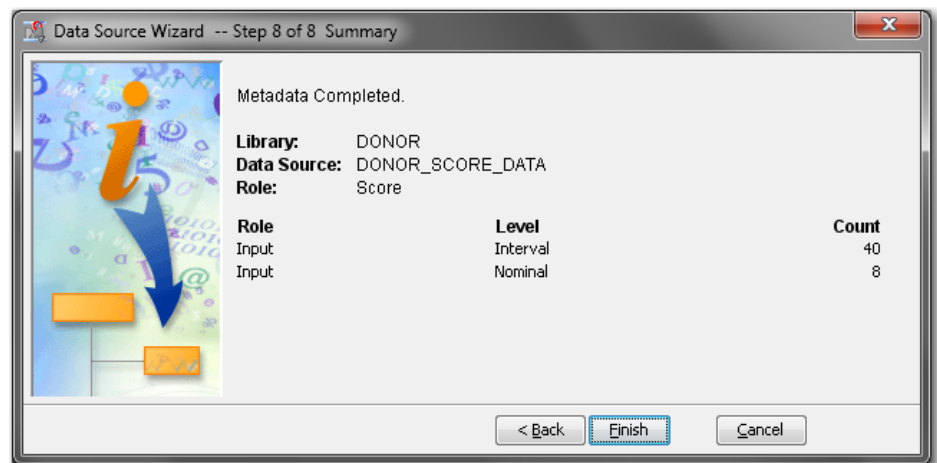 Data Source Wizard -- Step 8 of 8 Summary
Metadata Completed.
Library: DONOR
Data Source: DONOR_SCORE_DATA
Role: Score
Role Level Count
Input Interval 40
Input Nominal 8
< Back Finish Cancel